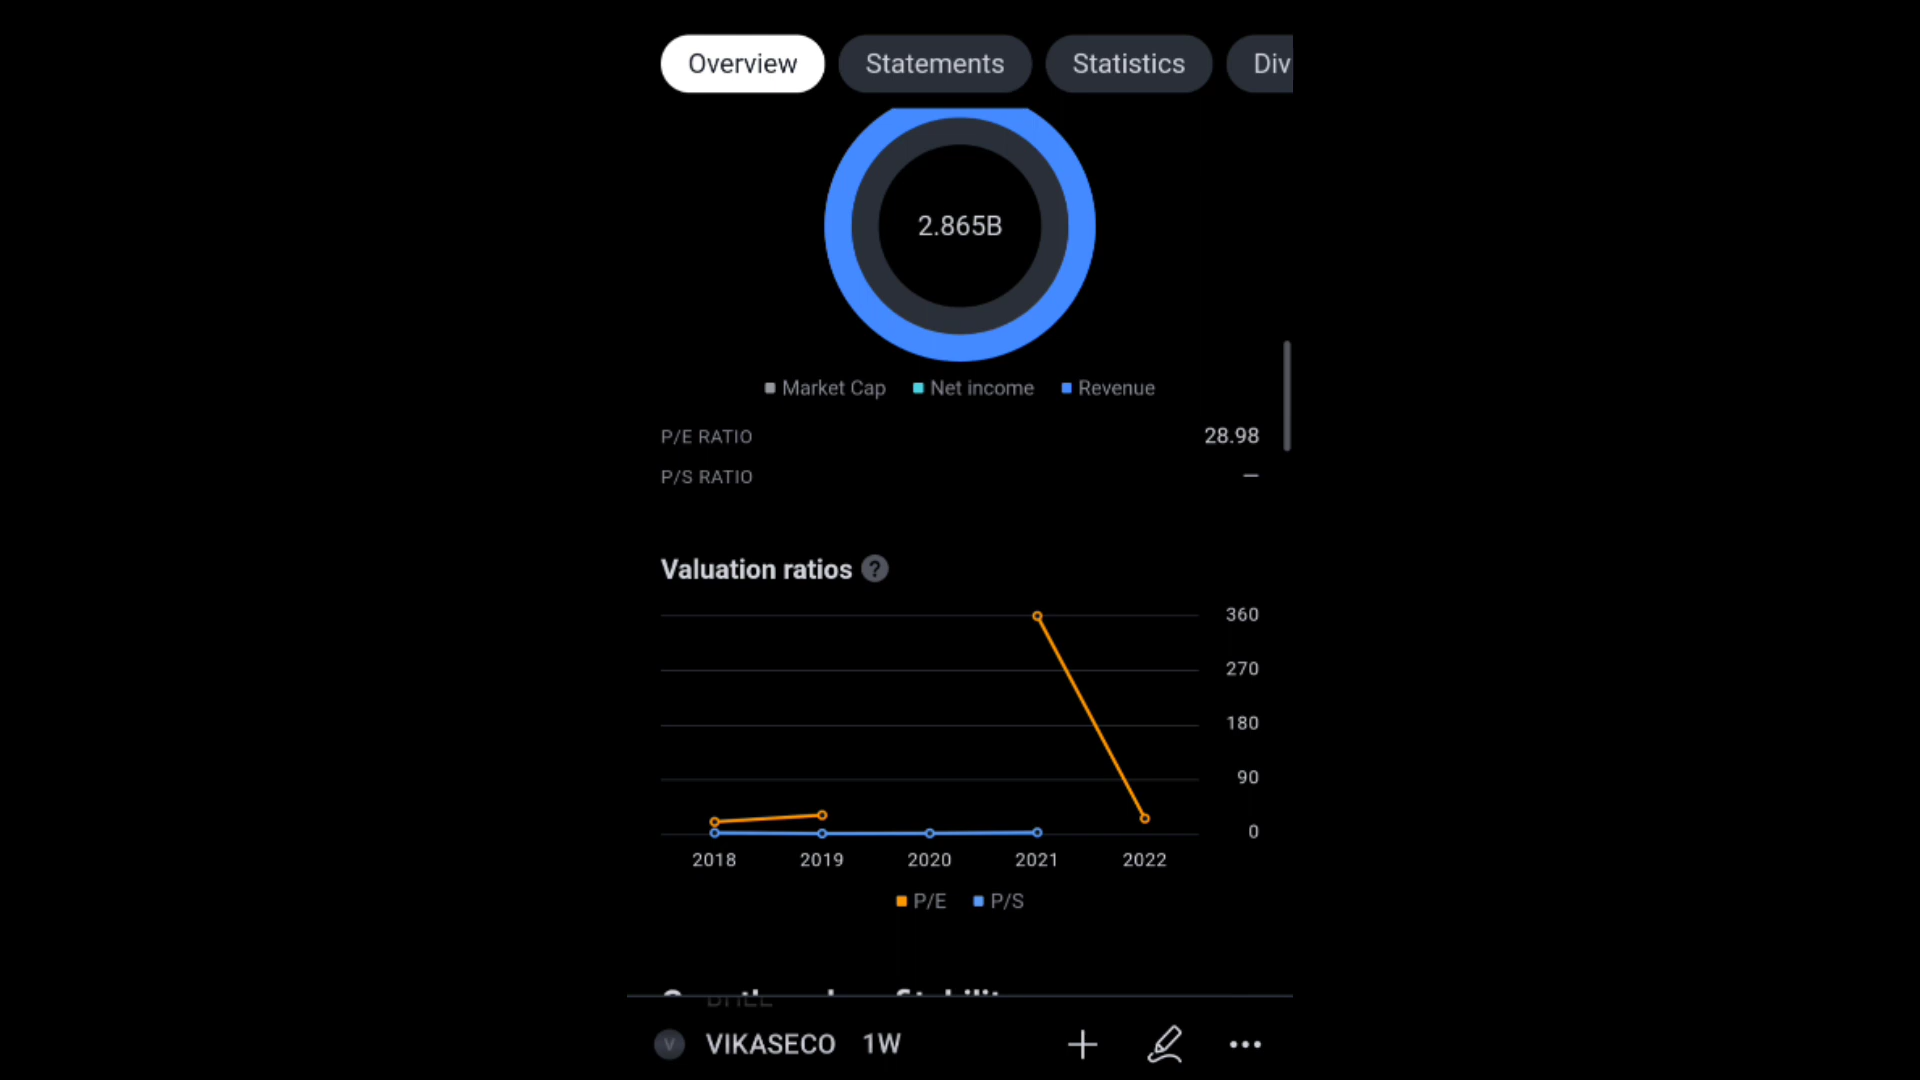 Overview Statements Statistics Div
2.865B
Market Cap Net income Revenue
P/E RATIO 28.98
P/S RATIO —
Valuation ratios ?
360
270
180
90
0
2018 2019 2020 2021 2022
P/E P/S
V VIKASECO 1W